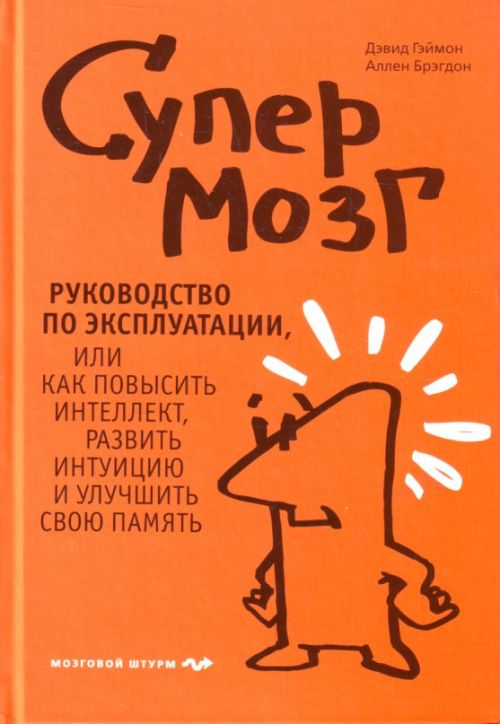 Дэвид Гэймон
Аллен Брэгдон
Супер
мозг
РУКОВОДСТВО
ПО ЭКСПЛУАТАЦИИ,
ИЛИ
КАК ПОВЫСИТЬ
ИНТЕЛЛЕКТ,
РАЗВИТЬ
ИНТУИЦИЮ
И УЛУЧШИТЬ
СВОЮ ПАМЯТЬ
МОЗГОВОЙ ШТУРМ